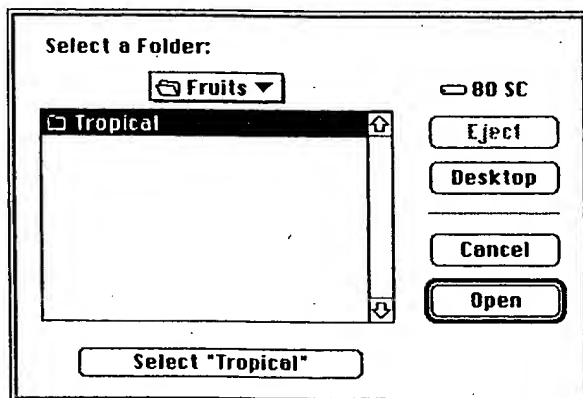 Select a Folder:
Fruits
80 SC
Tropical
Eject
Desktop
Cancel
Open
Select "Tropical"